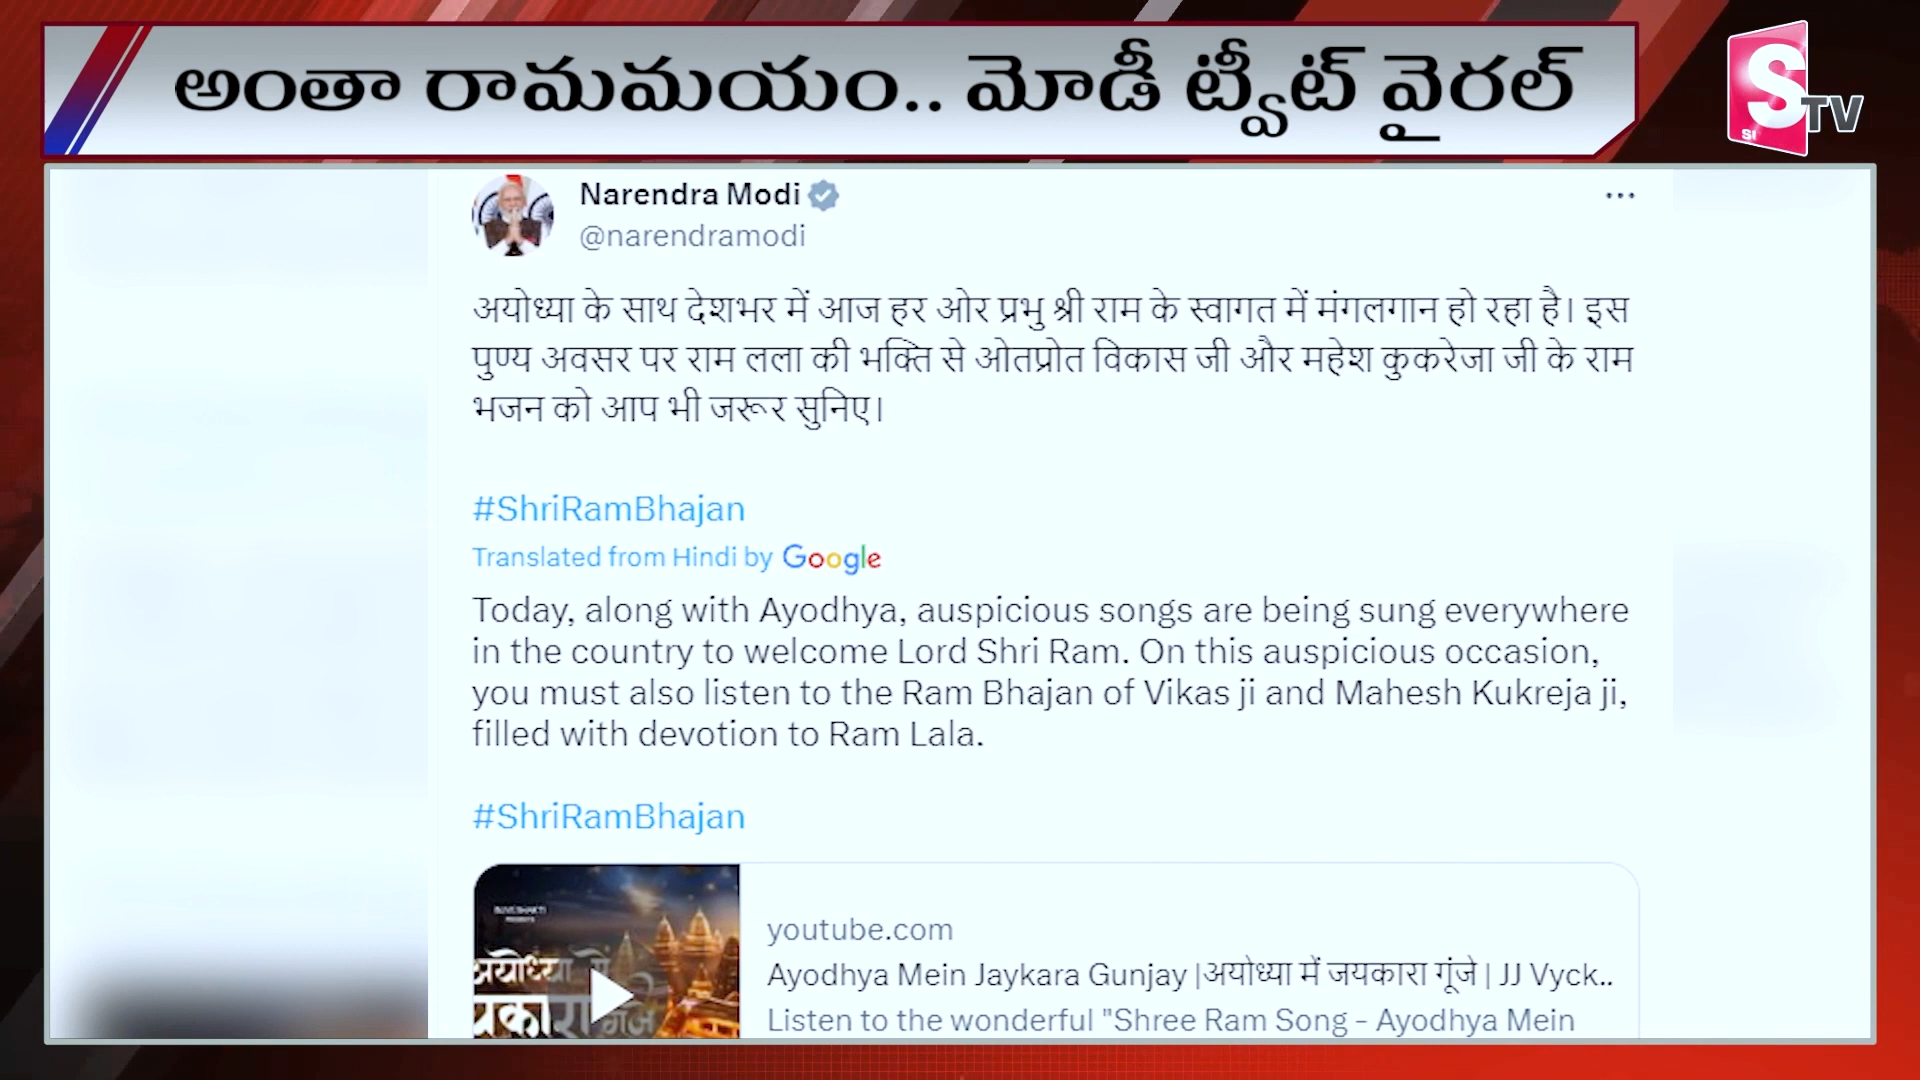 అంతా రామమయం.. మోడీ ట్వీట్ వైరల్
S
TV
Narendra Modi
@narendramodi
अयोध्या के साथ देशभर में आज हर ओर प्रभु श्री राम के स्वागत में मंगलगान हो रहा है। इस
पुण्य अवसर पर राम लला की भक्ति से ओतप्रोत विकास जी और महेश कुकरेजा जी के राम
भजन को आप भी जरूर सुनिए।
#ShriRamBhajan
Translated from Hindi by Google
Today, along with Ayodhya, auspicious songs are being sung everywhere
in the country to welcome Lord Shri Ram. On this auspicious occasion,
you must also listen to the Ram Bhajan of Vikas ji and Mahesh Kukreja ji,
filled with devotion to Ram Lala.
#ShriRamBhajan
अयोध्या में
गूंजे
youtube.com
Ayodhya Mein Jaykara Gunjay |अयोध्या में जयकारा गूंजे | JJ Vyck..
Listen to the wonderful "Shree Ram Song - Ayodhya Mein